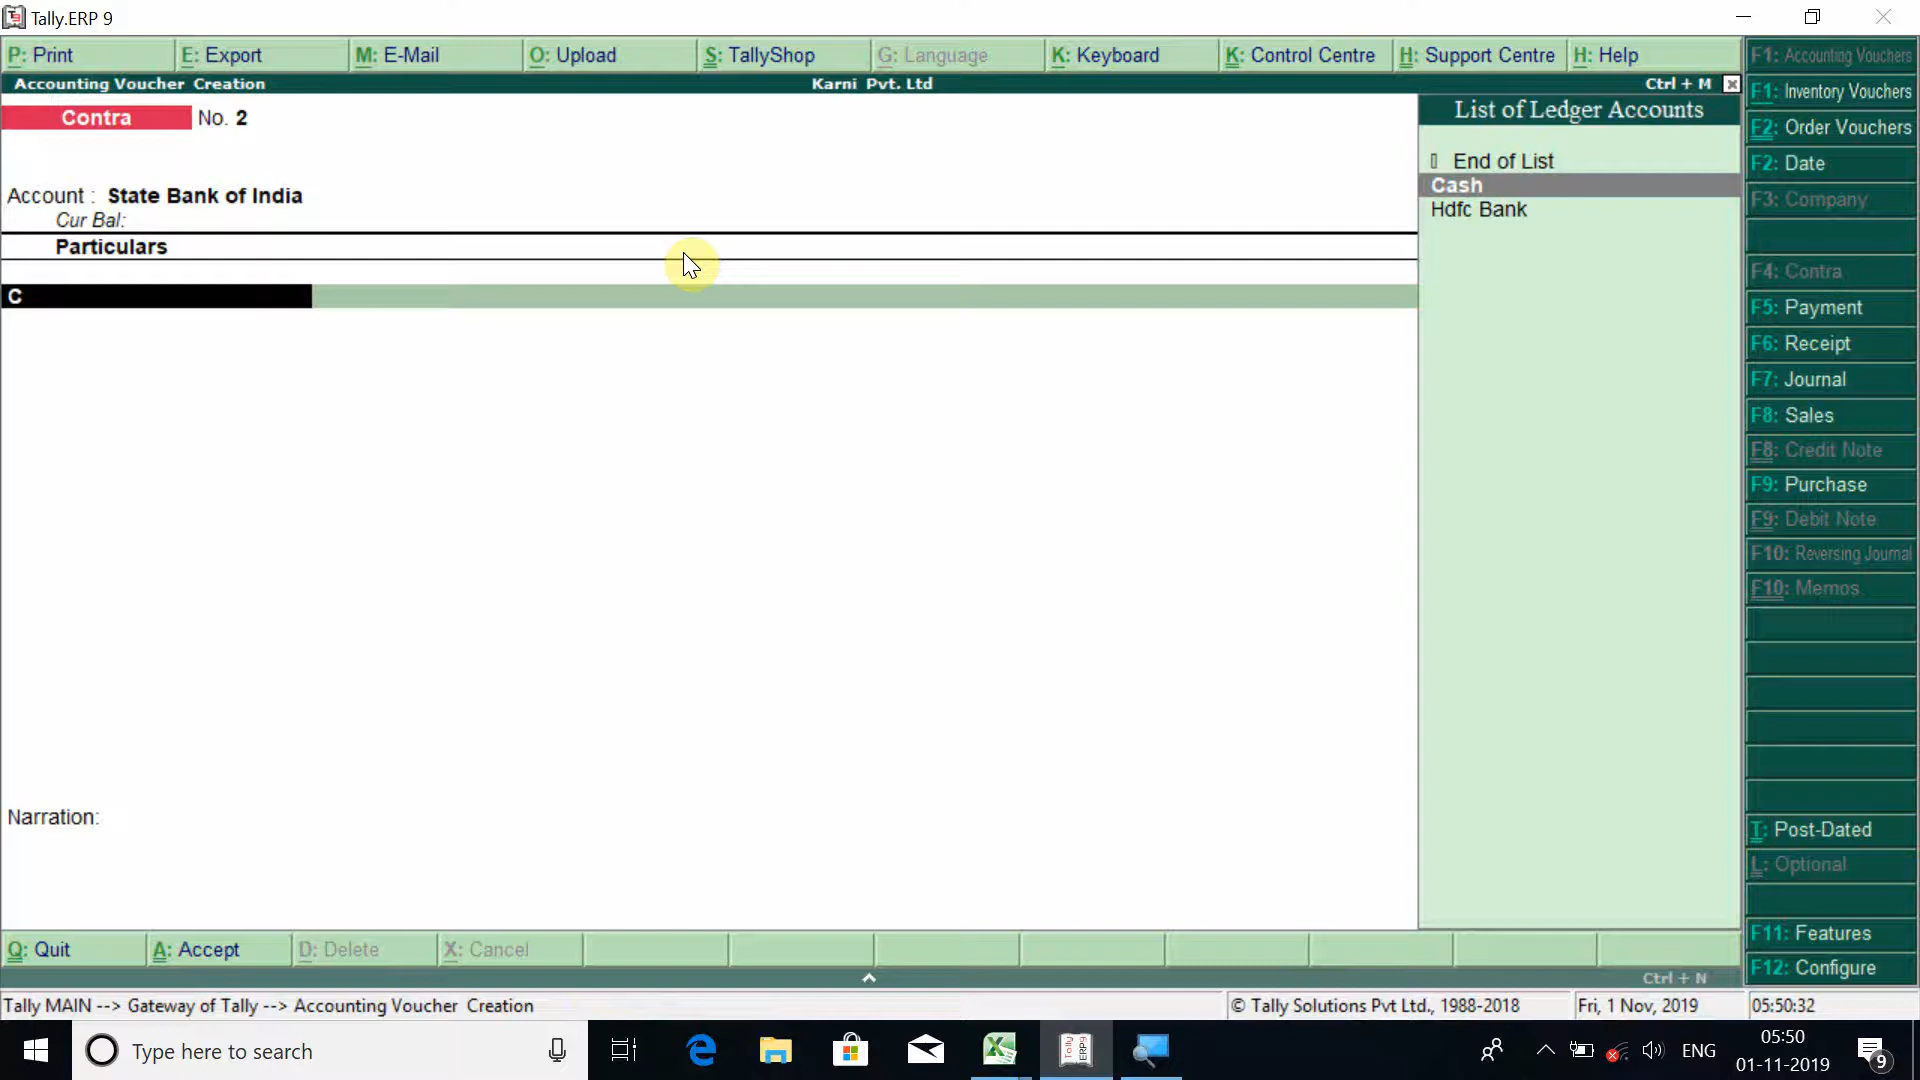 Tally.ERP 9
P: Print
E: Export
M: E-Mail
O: Upload
S: TallyShop
G: Language
K: Keyboard
K: Control Centre
H: Support Centre
H: Help
Accounting Voucher Creation
Karni Pvt. Ltd
Ctrl + M
Contra No. 2
Account : State Bank of India
Cur Bal:
Particulars
C
Narration:
List of Ledger Accounts
End of List
Cash
Hdfc Bank
F1: Accounting Vouchers
F1: Inventory Vouchers
F2: Order Vouchers
F2: Date
F3: Company
F4: Contra
F5: Payment
F6: Receipt
F7: Journal
F8: Sales
F8: Credit Note
F9: Purchase
F9: Debit Note
F10: Reversing Journal
F10: Memos
T: Post-Dated
L: Optional
F11: Features
F12: Configure
Q: Quit
A: Accept
D: Delete
X: Cancel
Ctrl + N
Tally MAIN --> Gateway of Tally --> Accounting Voucher Creation
© Tally Solutions Pvt Ltd., 1988-2018
Fri, 1 Nov, 2019
05:50:32
Type here to search
Tally ERP9
ENG
05:50
01-11-2019
9